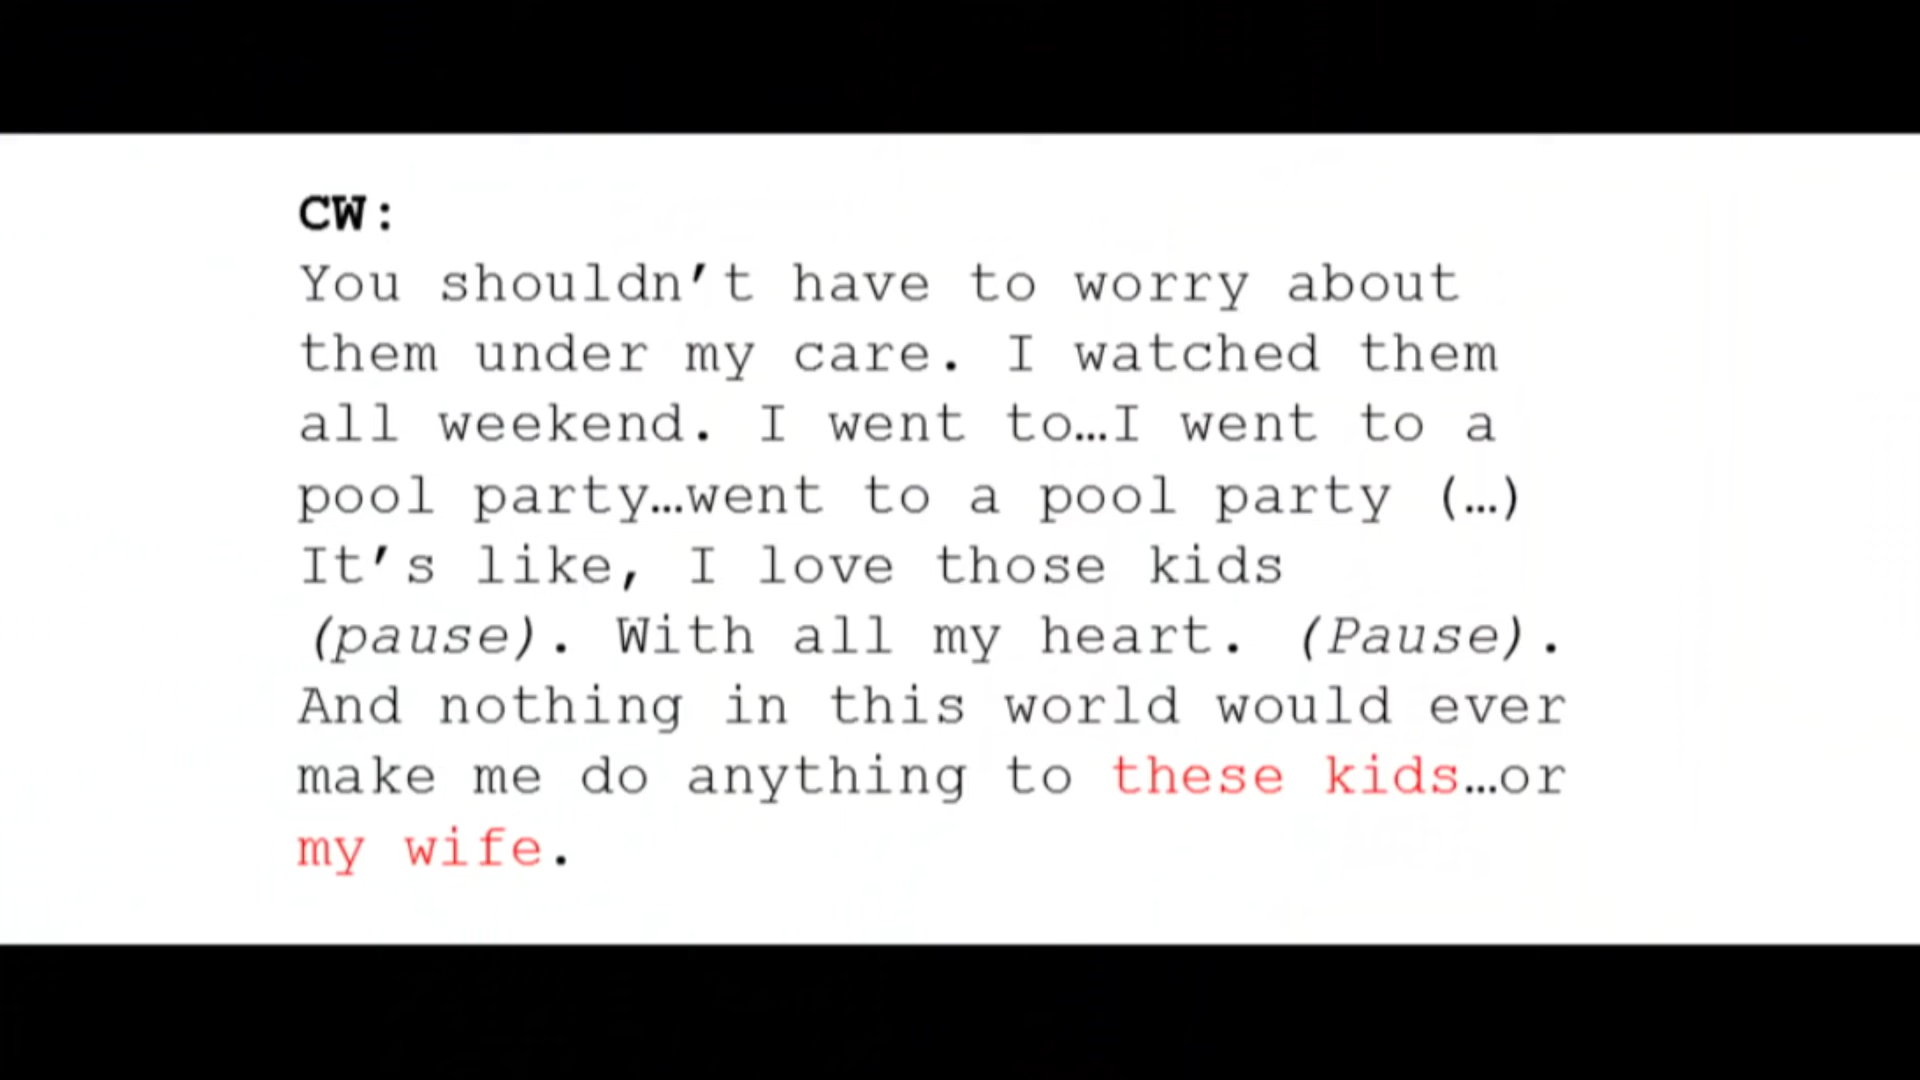 CW:
You shouldn’t have to worry about
them under my care. I watched them
all weekend. I went to…I went to a
pool party…went to a pool party (…)
It’s like, I love those kids
(pause). With all my heart. (Pause).
And nothing in this world would ever
make me do anything to these kids…or
my wife.